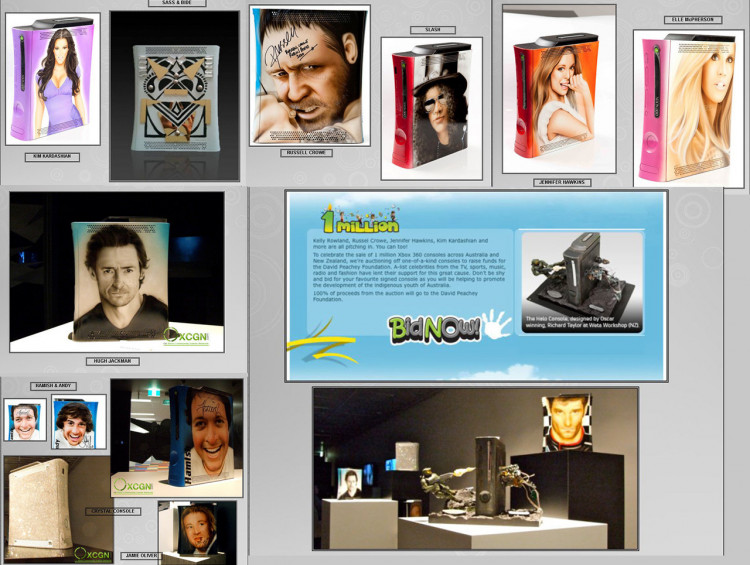 SASS & BIDE
KIM KARDASHIAN
RUSSELL CROWE
SLASH
JENNIFER HAWKINS
ELLE McPHERSON
HUGH JACKMAN
OXCGN
1 MILLION
Kelly Rowland, Russel Crowe, Jennifer Hawkins, Kim Kardashian and
more are all pitching in. You can too!
To celebrate the sale of 1 million Xbox 360 consoles across Australia and
New Zealand, we're auctioning off one-of-a-kind consoles to raise funds for
the David Peachey Foundation. A-lot celebrities from the TV, sports, music,
radio and fashion have lent their support for this great cause. Don't be shy
and bid for your favourite signed console as you will be helping to promote
the development of the indigenous youth of Australia.
100% of proceeds from the auction will go to the David Peachey
Foundation.
Bid NOW!
The Halo Console, designed by Oscar
winning, Richard Taylor at Weta Workshop (NZ)
HAMISH & ANDY
OXCGN
CRYSTAL CONSOLE
OXCGN
JAMIE OLIVER